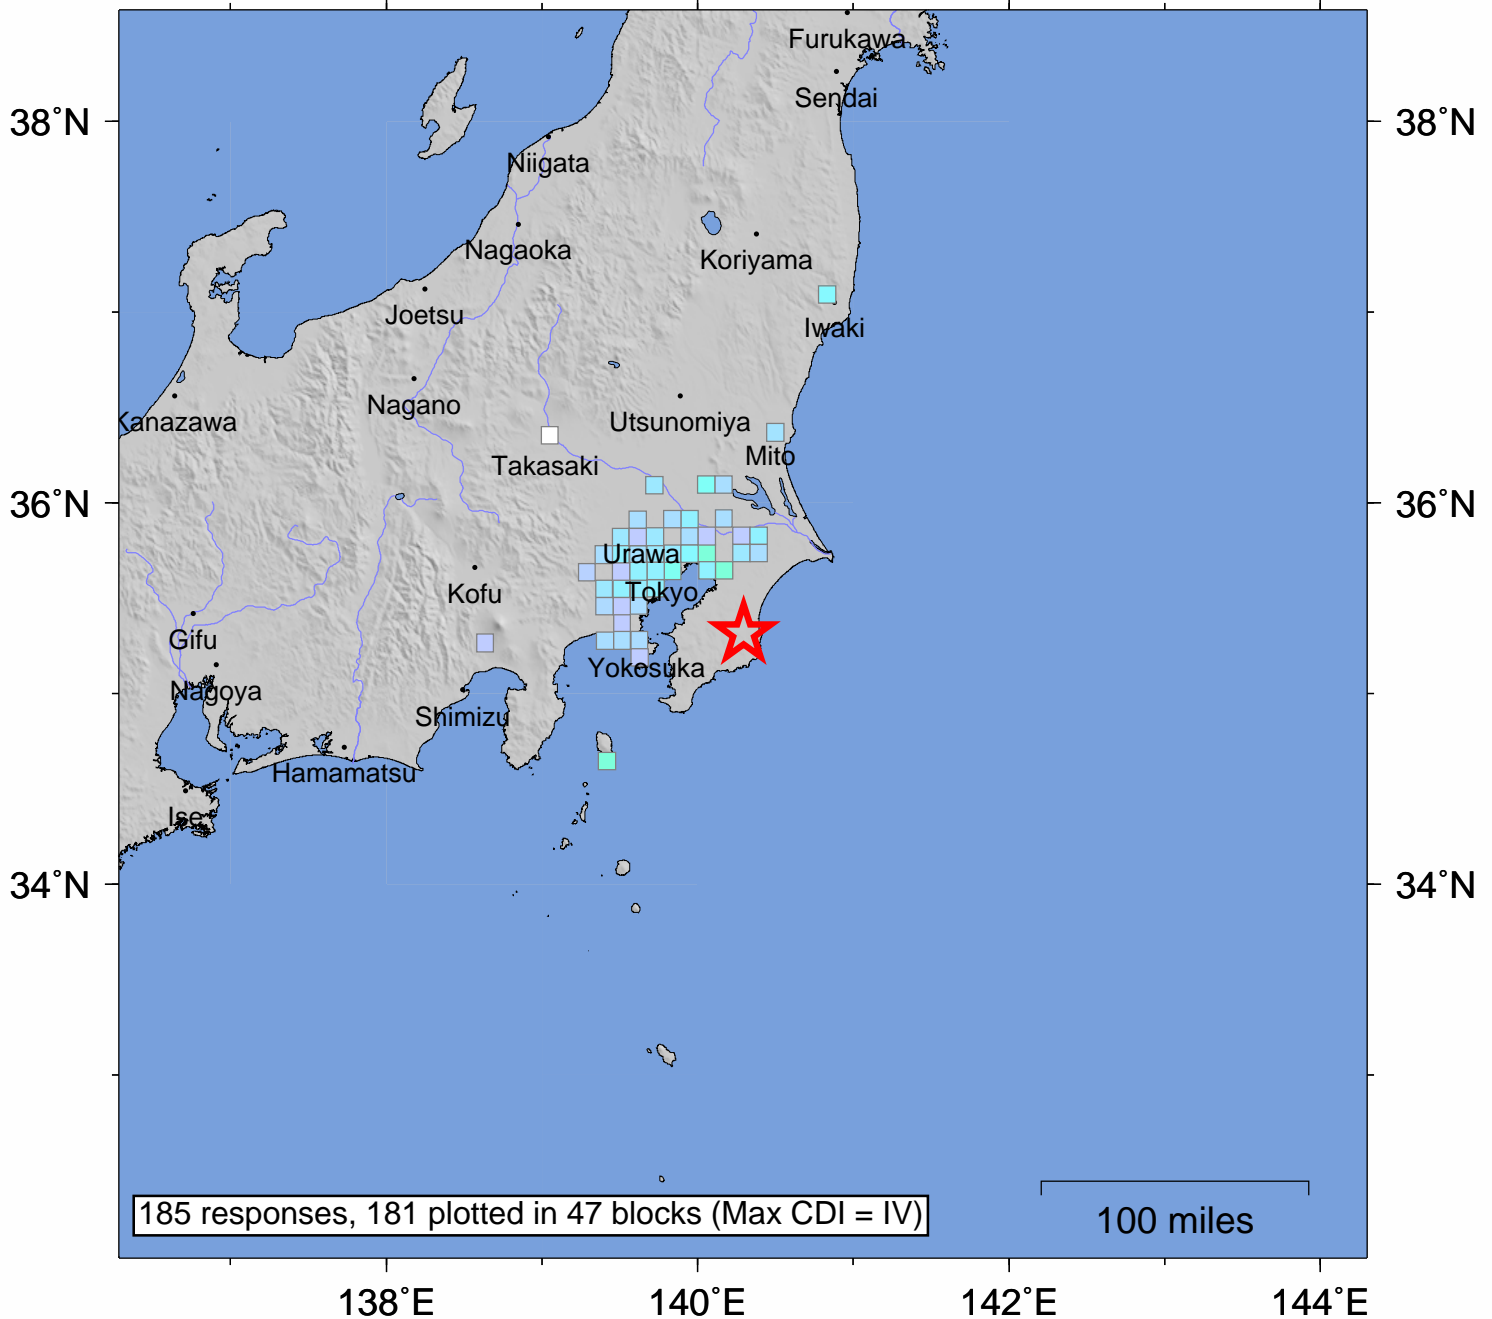 Furukawa
Sendai
38˚N
38˚N
Niigata
Nagaoka
Koriyama
Joetsu
Iwaki
Nagano
Kanazawa
Utsunomiya
Mito
Takasaki
36˚N
36˚N
Urawa
Kofu
Tokyo
Gifu
Yokosuka
Nagoya
Shimizu
Hamamatsu
Ise
34˚N
34˚N
185 responses, 181 plotted in 47 blocks (Max CDI = IV)
100 miles
138˚E
140˚E
142˚E
144˚E